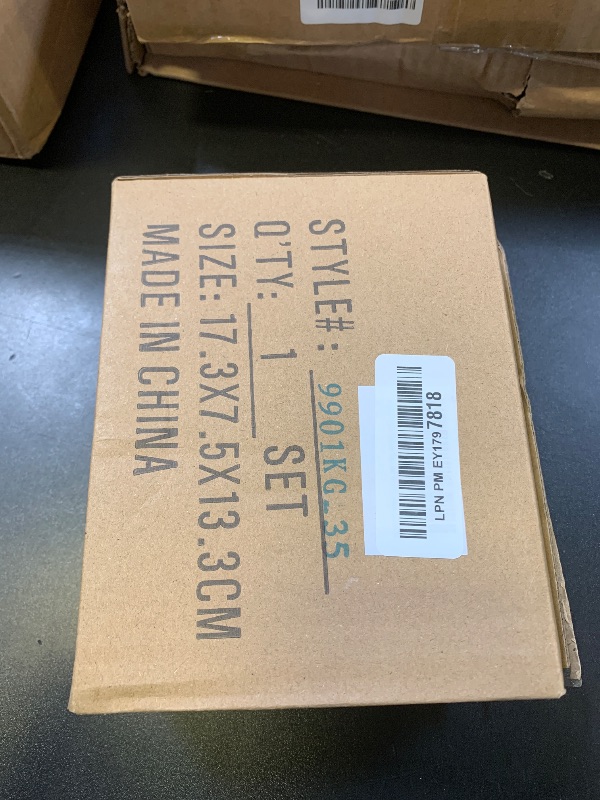 STYLE#: 9901KG-35
Q'TY: 1 SET
SIZE: 17.3X7.5X13.3CM
MADE IN CHINA
LPN PM EY1797818